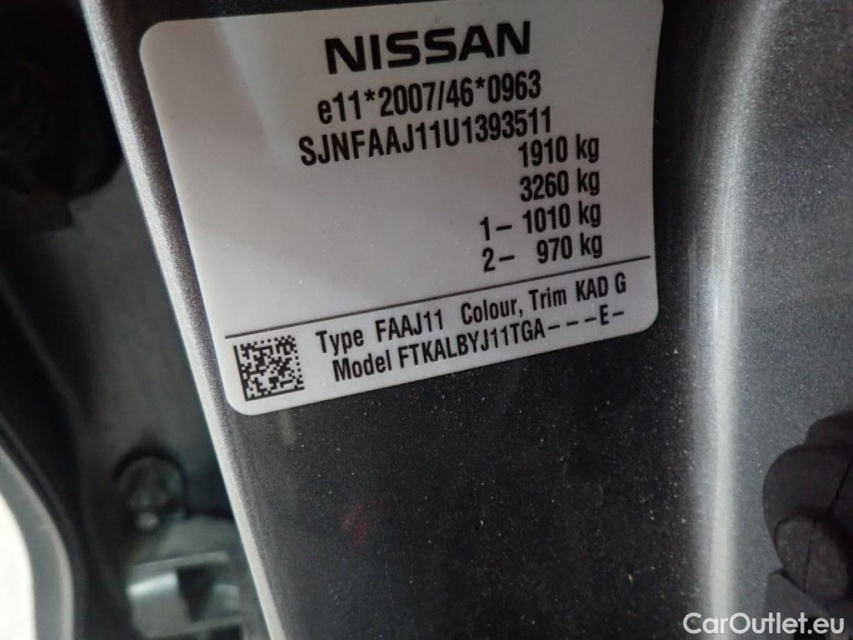 NISSAN
e11*2007/46*0963
SJNFAAJ11U1393511
1910 kg
3260 kg
1– 1010 kg
2– 970 kg
Type FAAJ11 Colour, Trim KAD G
Model FTKALBYJ11TGA–––E–
CarOutlet.eu